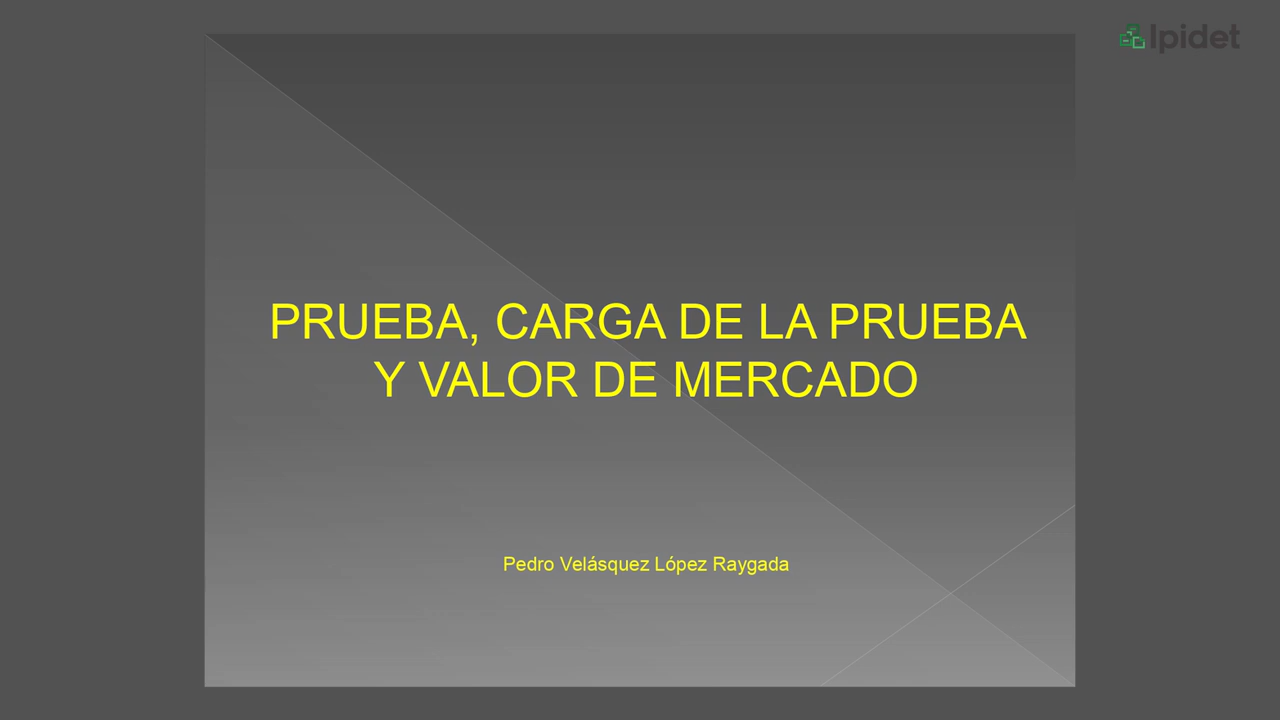 Ipidet
PRUEBA, CARGA DE LA PRUEBA
Y VALOR DE MERCADO
Pedro Velásquez López Raygada